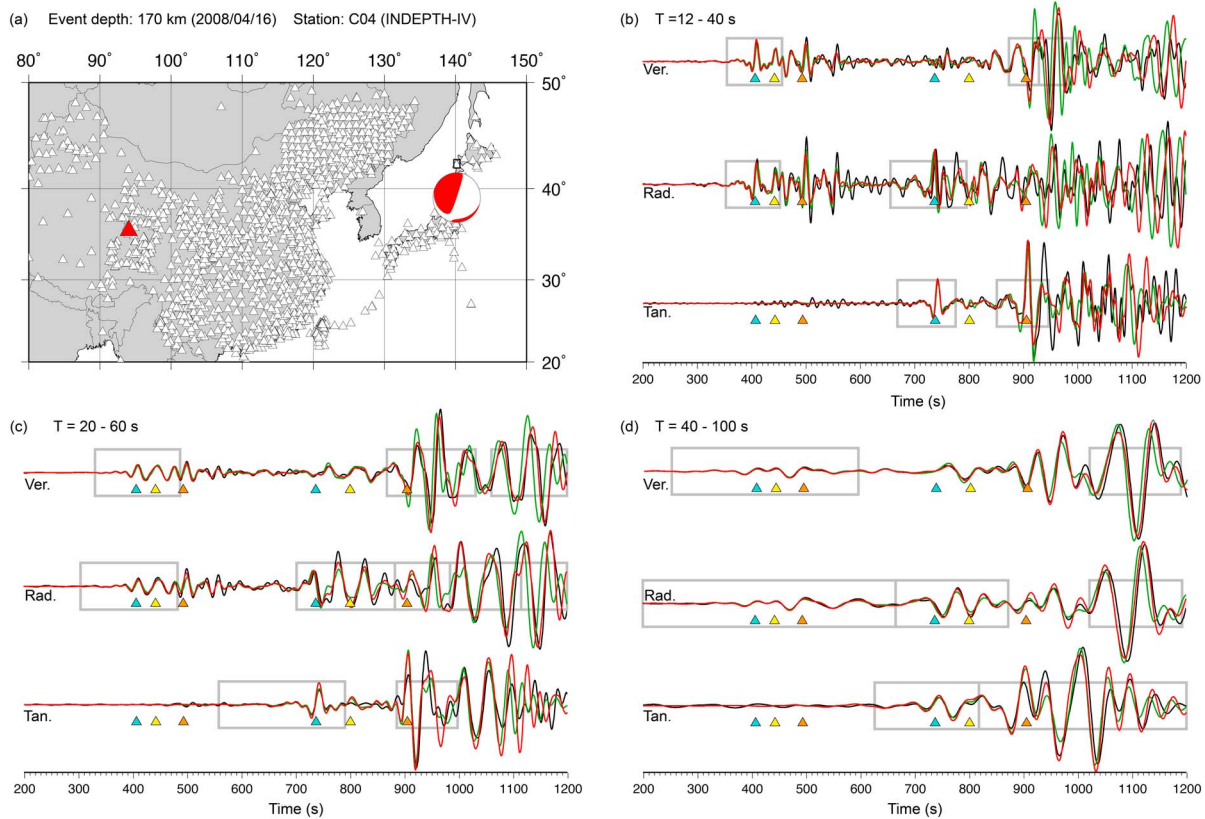 (a) Event depth: 170 km (2008/04/16) Station: C04 (INDEPTH-IV)
80˚ 90˚ 100˚ 110˚ 120˚ 130˚ 140˚ 150˚
50˚
40˚
30˚
20˚
(b) T =12 - 40 s
Ver.
Rad.
Tan.
200 300 400 500 600 700 800 900 1000 1100 1200
Time (s)
(c) T = 20 - 60 s
Ver.
Rad.
Tan.
200 300 400 500 600 700 800 900 1000 1100 1200
Time (s)
(d) T = 40 - 100 s
Ver.
Rad.
Tan.
200 300 400 500 600 700 800 900 1000 1100 1200
Time (s)